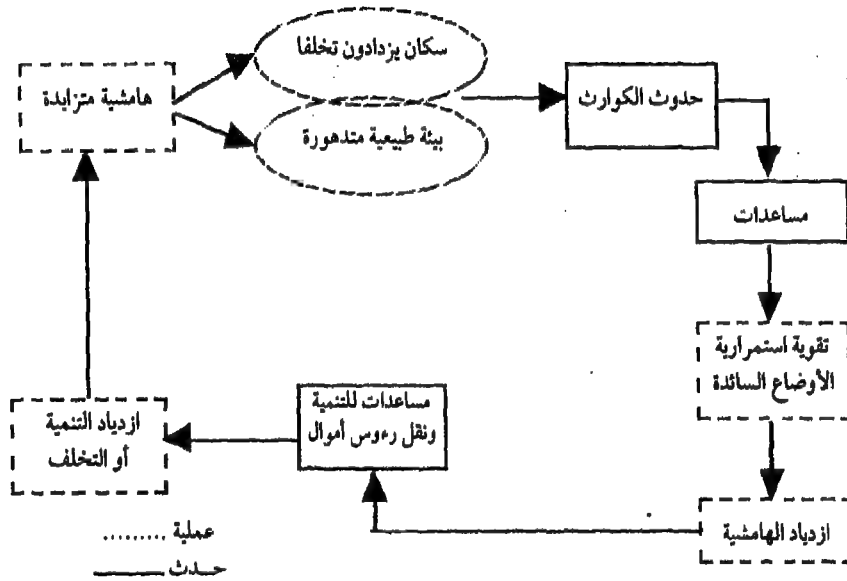 سكان يزدادون تخلفا
هامشية متزايدة
بيئة طبيعية متدهورة
حدوث الكوارث
مساعدات
تقوية استمرارية
الأوضاع السائدة
ازدياد الهامشية
مساعدات للتنمية
ونقل رءوس أموال
ازدياد التنمية
أو التخلف
عملية .........
حدث ـــــــ